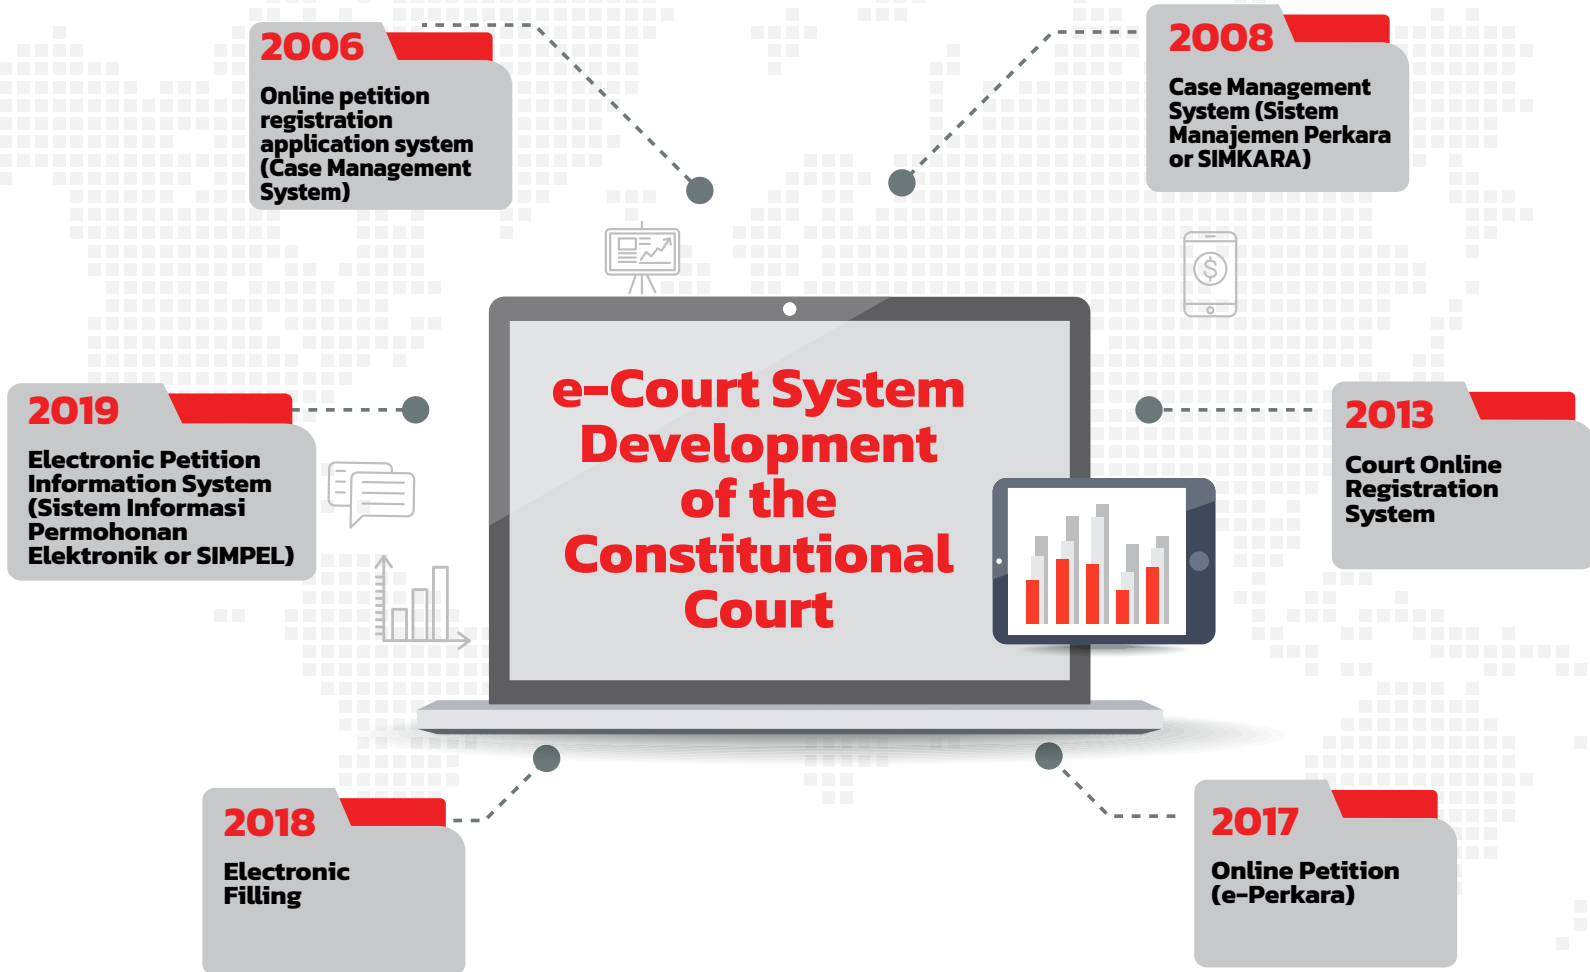 2006
Online petition
registration
application system
(Case Management
System)
2008
Case Management
System (Sistem
Manajemen Perkara
or SIMKARA)
e-Court System
Development
of the
Constitutional
Court
2019
Electronic Petition
Information System
(Sistem Informasi
Permohonan
Elektronik or SIMPEL)
2013
Court Online
Registration
System
2018
Electronic
Filling
2017
Online Petition
(e-Perkara)
$